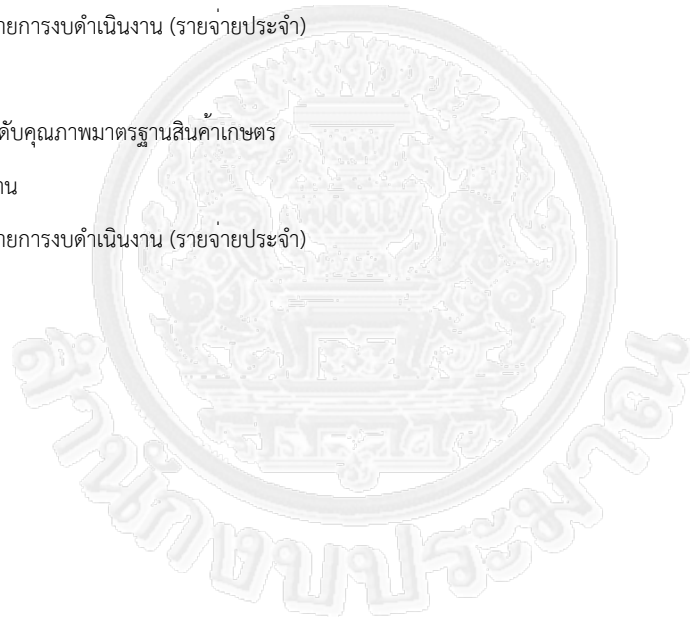 ายการงบดำเนินงาน (รายจ่ายประจำ)
ดับคุณภาพมาตรฐานสินค้าเกษตร
าน
ายการงบดำเนินงาน (รายจ่ายประจำ)
สำนักงบประมาณ